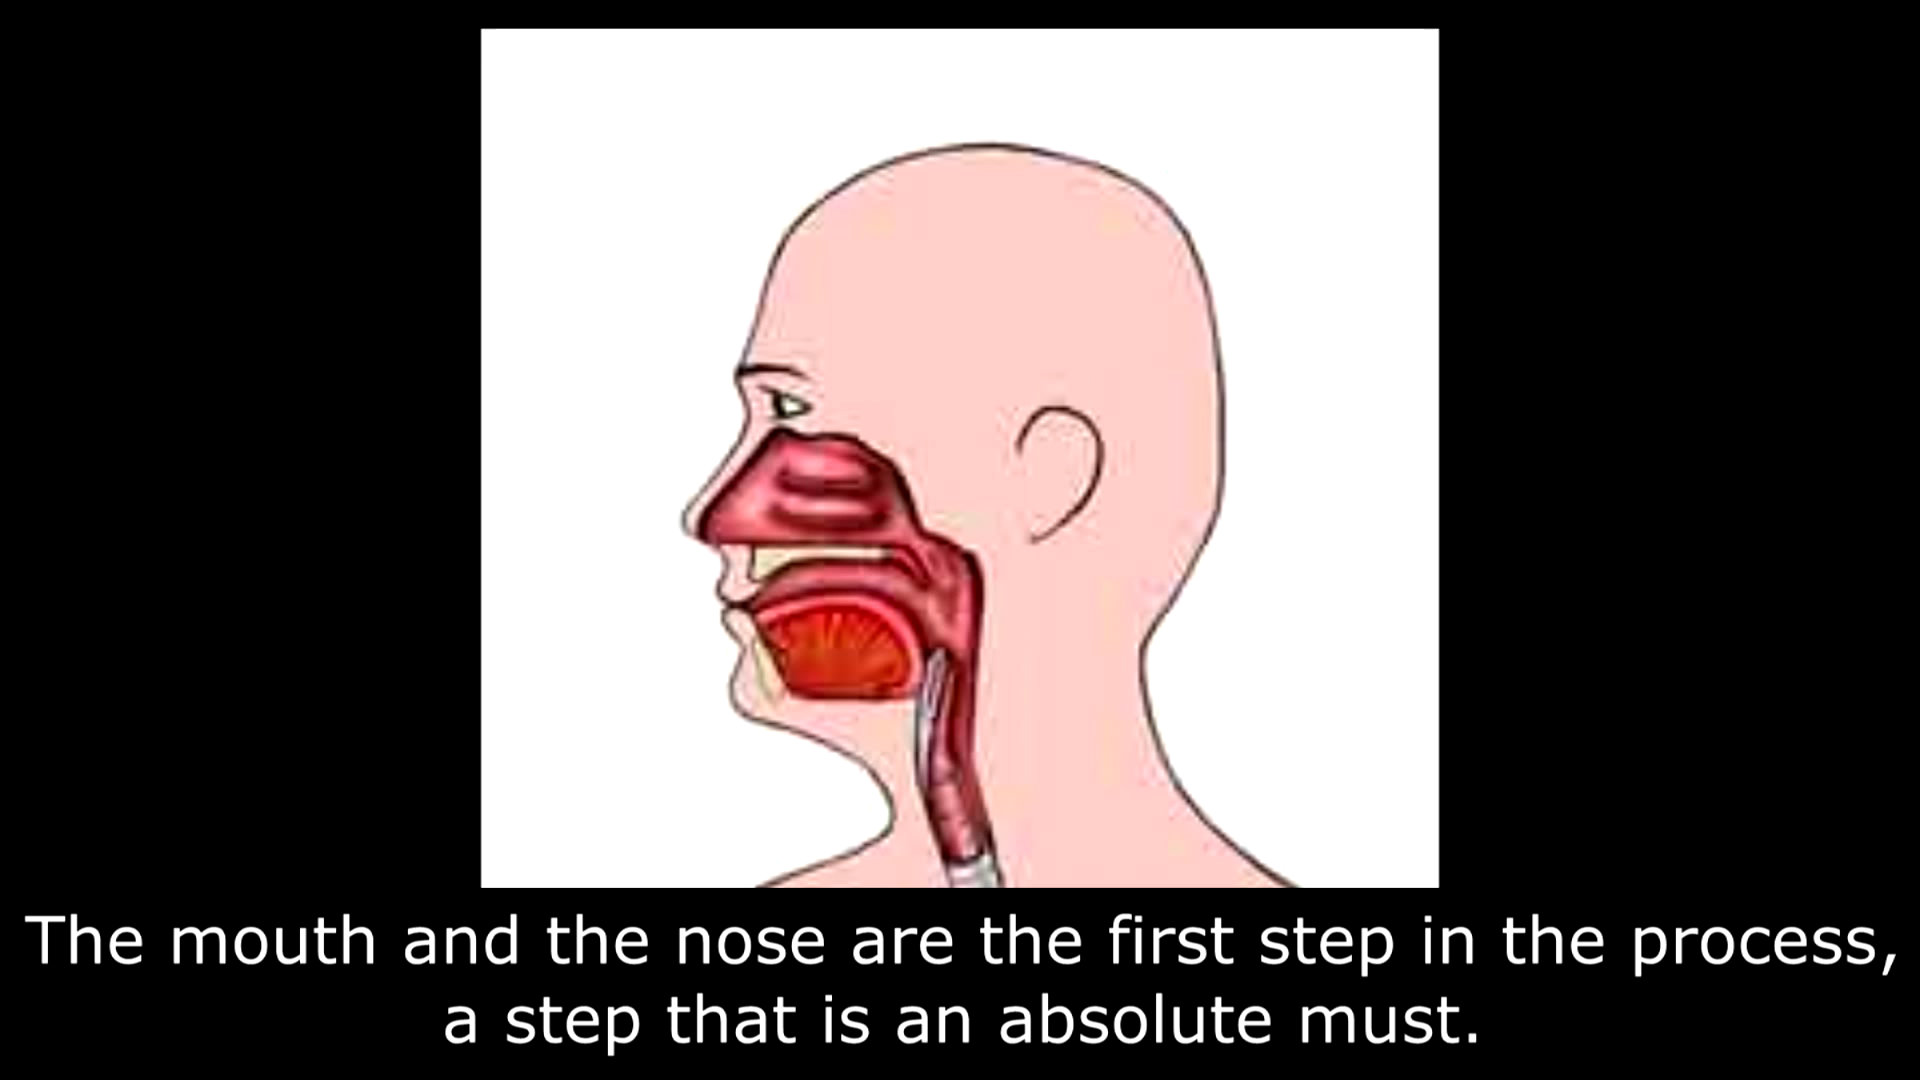 The mouth and the nose are the first step in the process,
a step that is an absolute must.